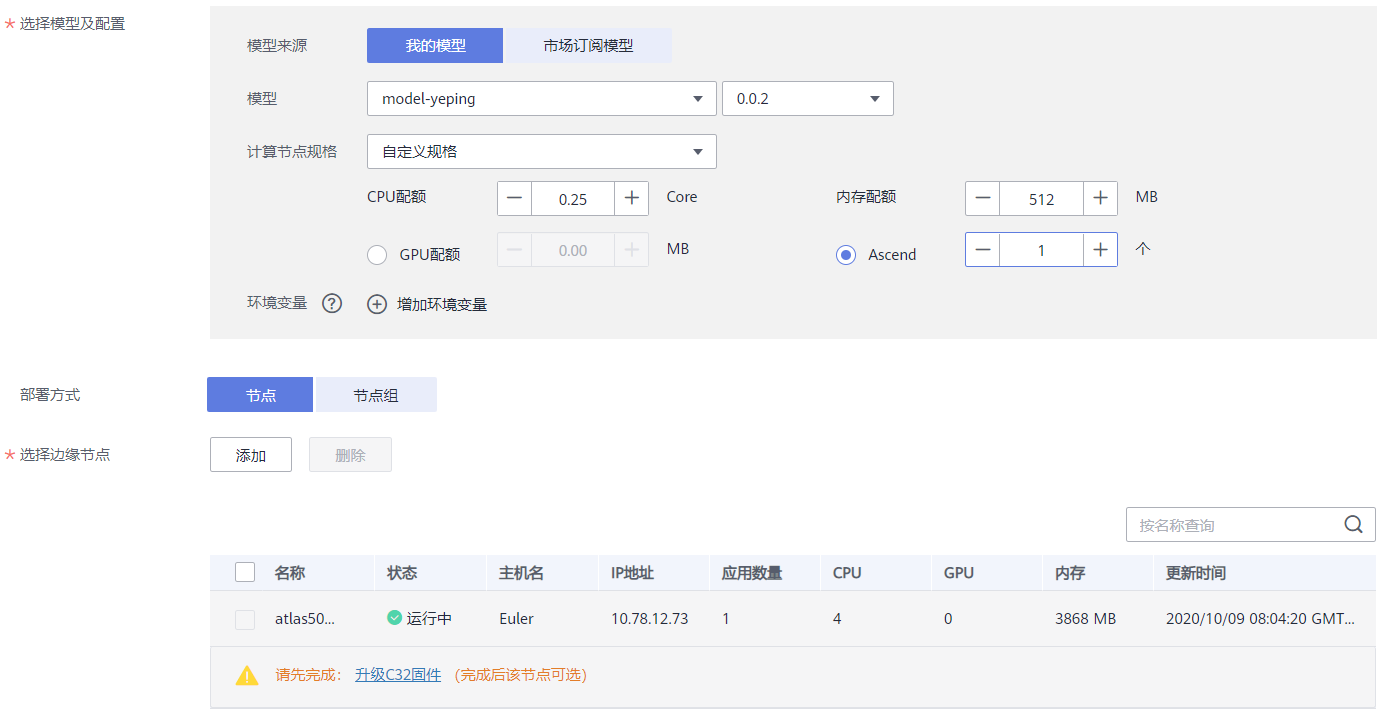 * 选择模型及配置
模型来源 我的模型 市场订阅模型
模型 model-yeping 0.0.2
计算节点规格 自定义规格
CPU配额 — 0.25 + Core 内存配额 — 512 + MB
GPU配额 — 0.00 + MB Ascend — 1 + 个
环境变量 ? + 增加环境变量
部署方式 节点 节点组
* 选择边缘节点 添加 删除
按名称查询
名称 状态 主机名 IP地址 应用数量 CPU GPU 内存 更新时间
atlas50... 运行中 Euler 10.78.12.73 1 4 0 3868 MB 2020/10/09 08:04:20 GMT...
! 请先完成： 升级C32固件 (完成后该节点可选)